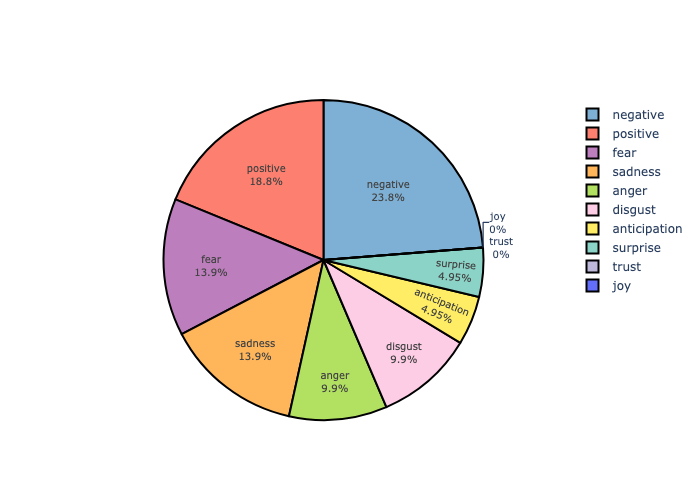 negative
23.8%
positive
18.8%
fear
13.9%
sadness
13.9%
anger
9.9%
disgust
9.9%
anticipation
4.95%
surprise
4.95%
joy
0%
trust
0%
negative
positive
fear
sadness
anger
disgust
anticipation
surprise
trust
joy